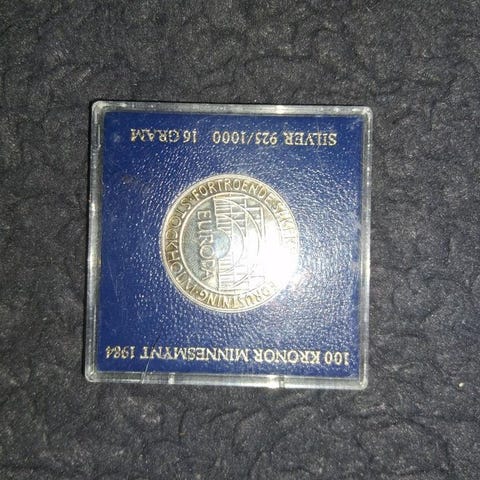 100 KRONOR MINNESMYNT 1984
EUROPA
SILVER 925/1000 16 GRAM